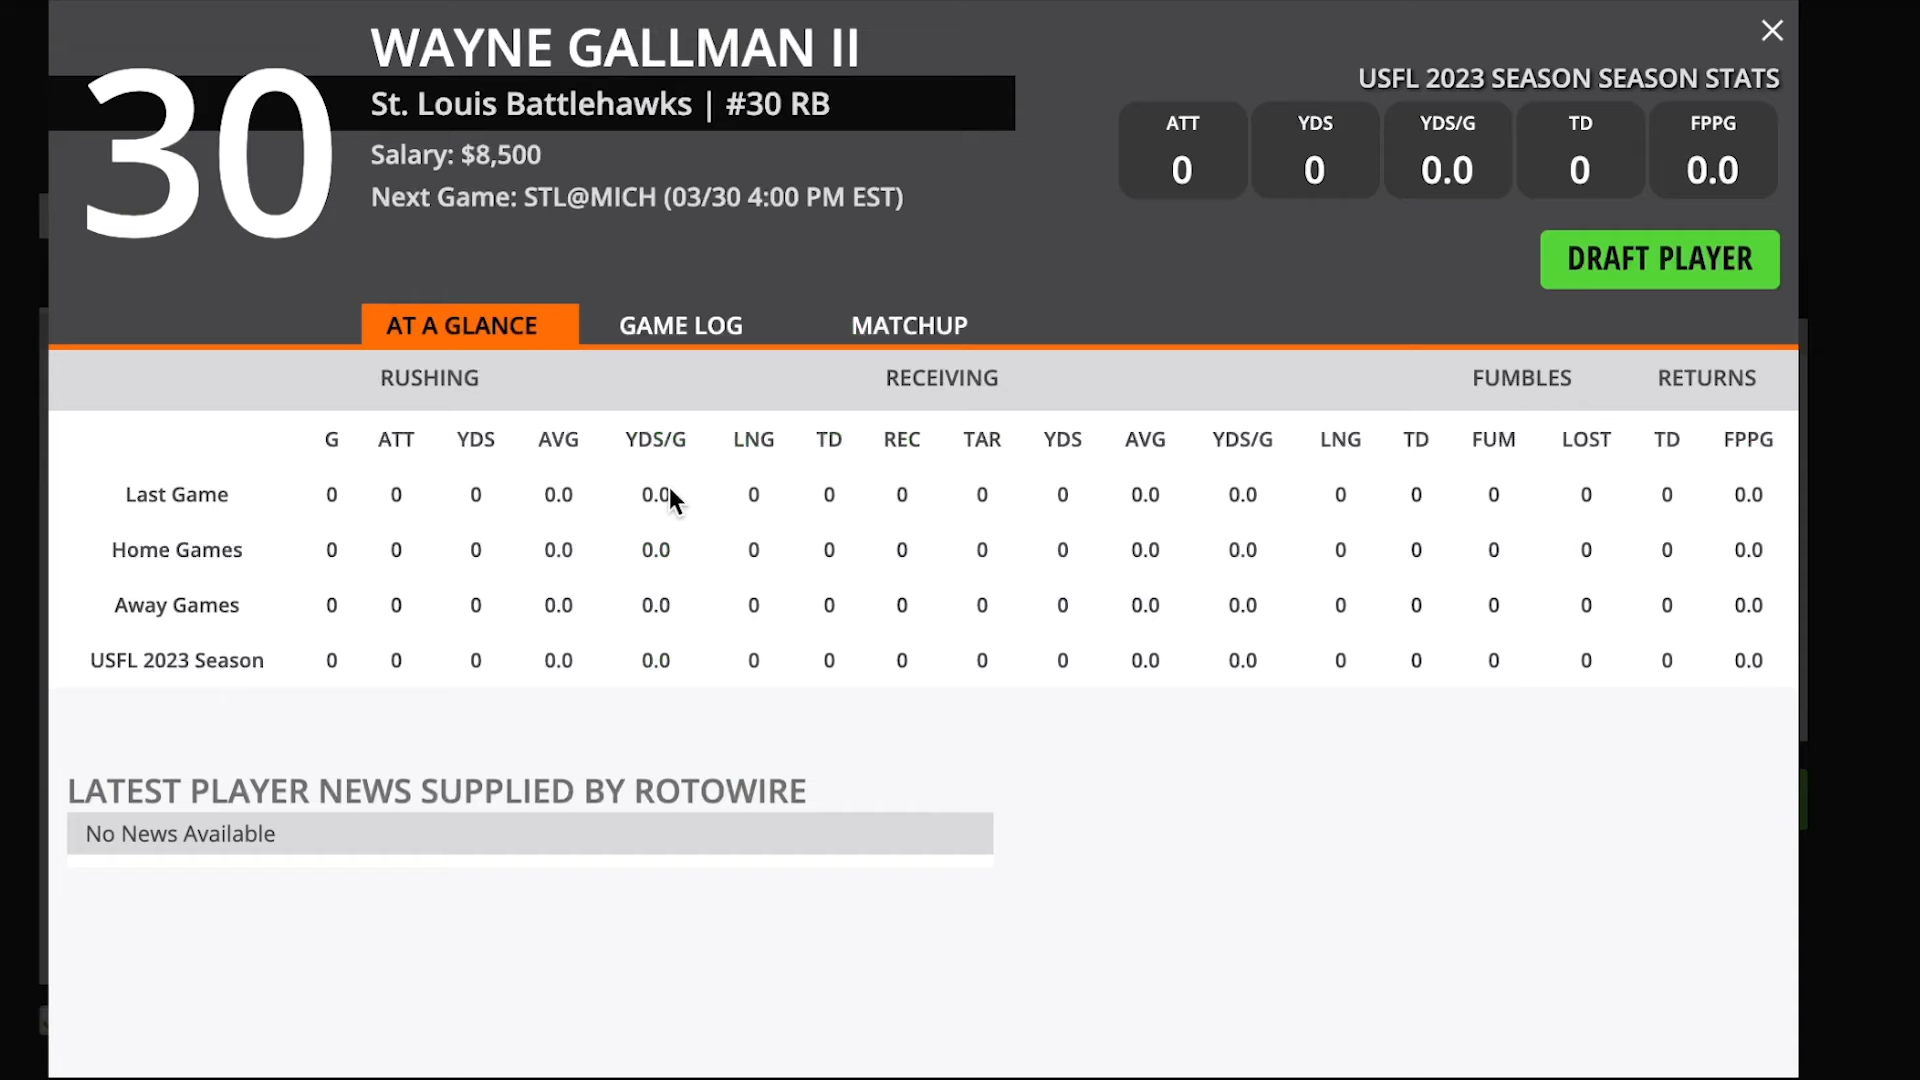 WAYNE GALLMAN II
30
St. Louis Battlehawks | #30 RB
Salary: $8,500
Next Game: STL@MICH (03/30 4:00 PM EST)
USFL 2023 SEASON SEASON STATS
ATT YDS YDS/G TD FPPG
0 0 0.0 0 0.0
DRAFT PLAYER
AT A GLANCE GAME LOG MATCHUP
RUSHING RECEIVING FUMBLES RETURNS
G ATT YDS AVG YDS/G LNG TD REC TAR YDS AVG YDS/G LNG TD FUM LOST TD FPPG
Last Game 0 0 0 0.0 0.0 0 0 0 0 0 0.0 0.0 0 0 0 0 0 0.0
Home Games 0 0 0 0.0 0.0 0 0 0 0 0 0.0 0.0 0 0 0 0 0 0.0
Away Games 0 0 0 0.0 0.0 0 0 0 0 0 0.0 0.0 0 0 0 0 0 0.0
USFL 2023 Season 0 0 0 0.0 0.0 0 0 0 0 0 0.0 0.0 0 0 0 0 0 0.0
LATEST PLAYER NEWS SUPPLIED BY ROTOWIRE
No News Available